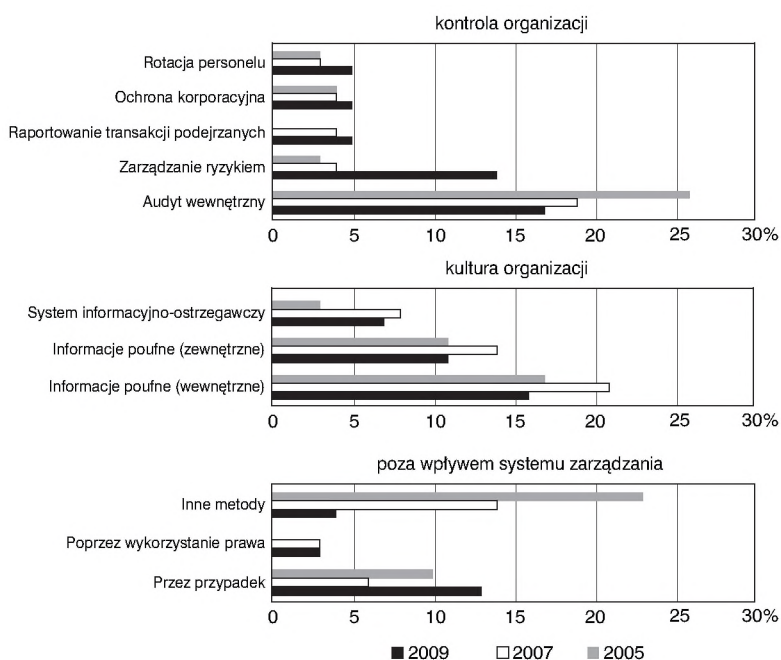 kontrola organizacji
Rotacja personelu
Ochrona korporacyjna
Raportowanie transakcji podejrzanych
Zarządzanie ryzykiem
Audyt wewnętrzny
0 5 10 15 20 25 30%
kultura organizacji
System informacyjno-ostrzegawczy
Informacje poufne (zewnętrzne)
Informacje poufne (wewnętrzne)
0 5 10 15 20 25 30%
poza wpływem systemu zarządzania
Inne metody
Poprzez wykorzystanie prawa
Przez przypadek
0 5 10 15 20 25 30%
2009 2007 2005